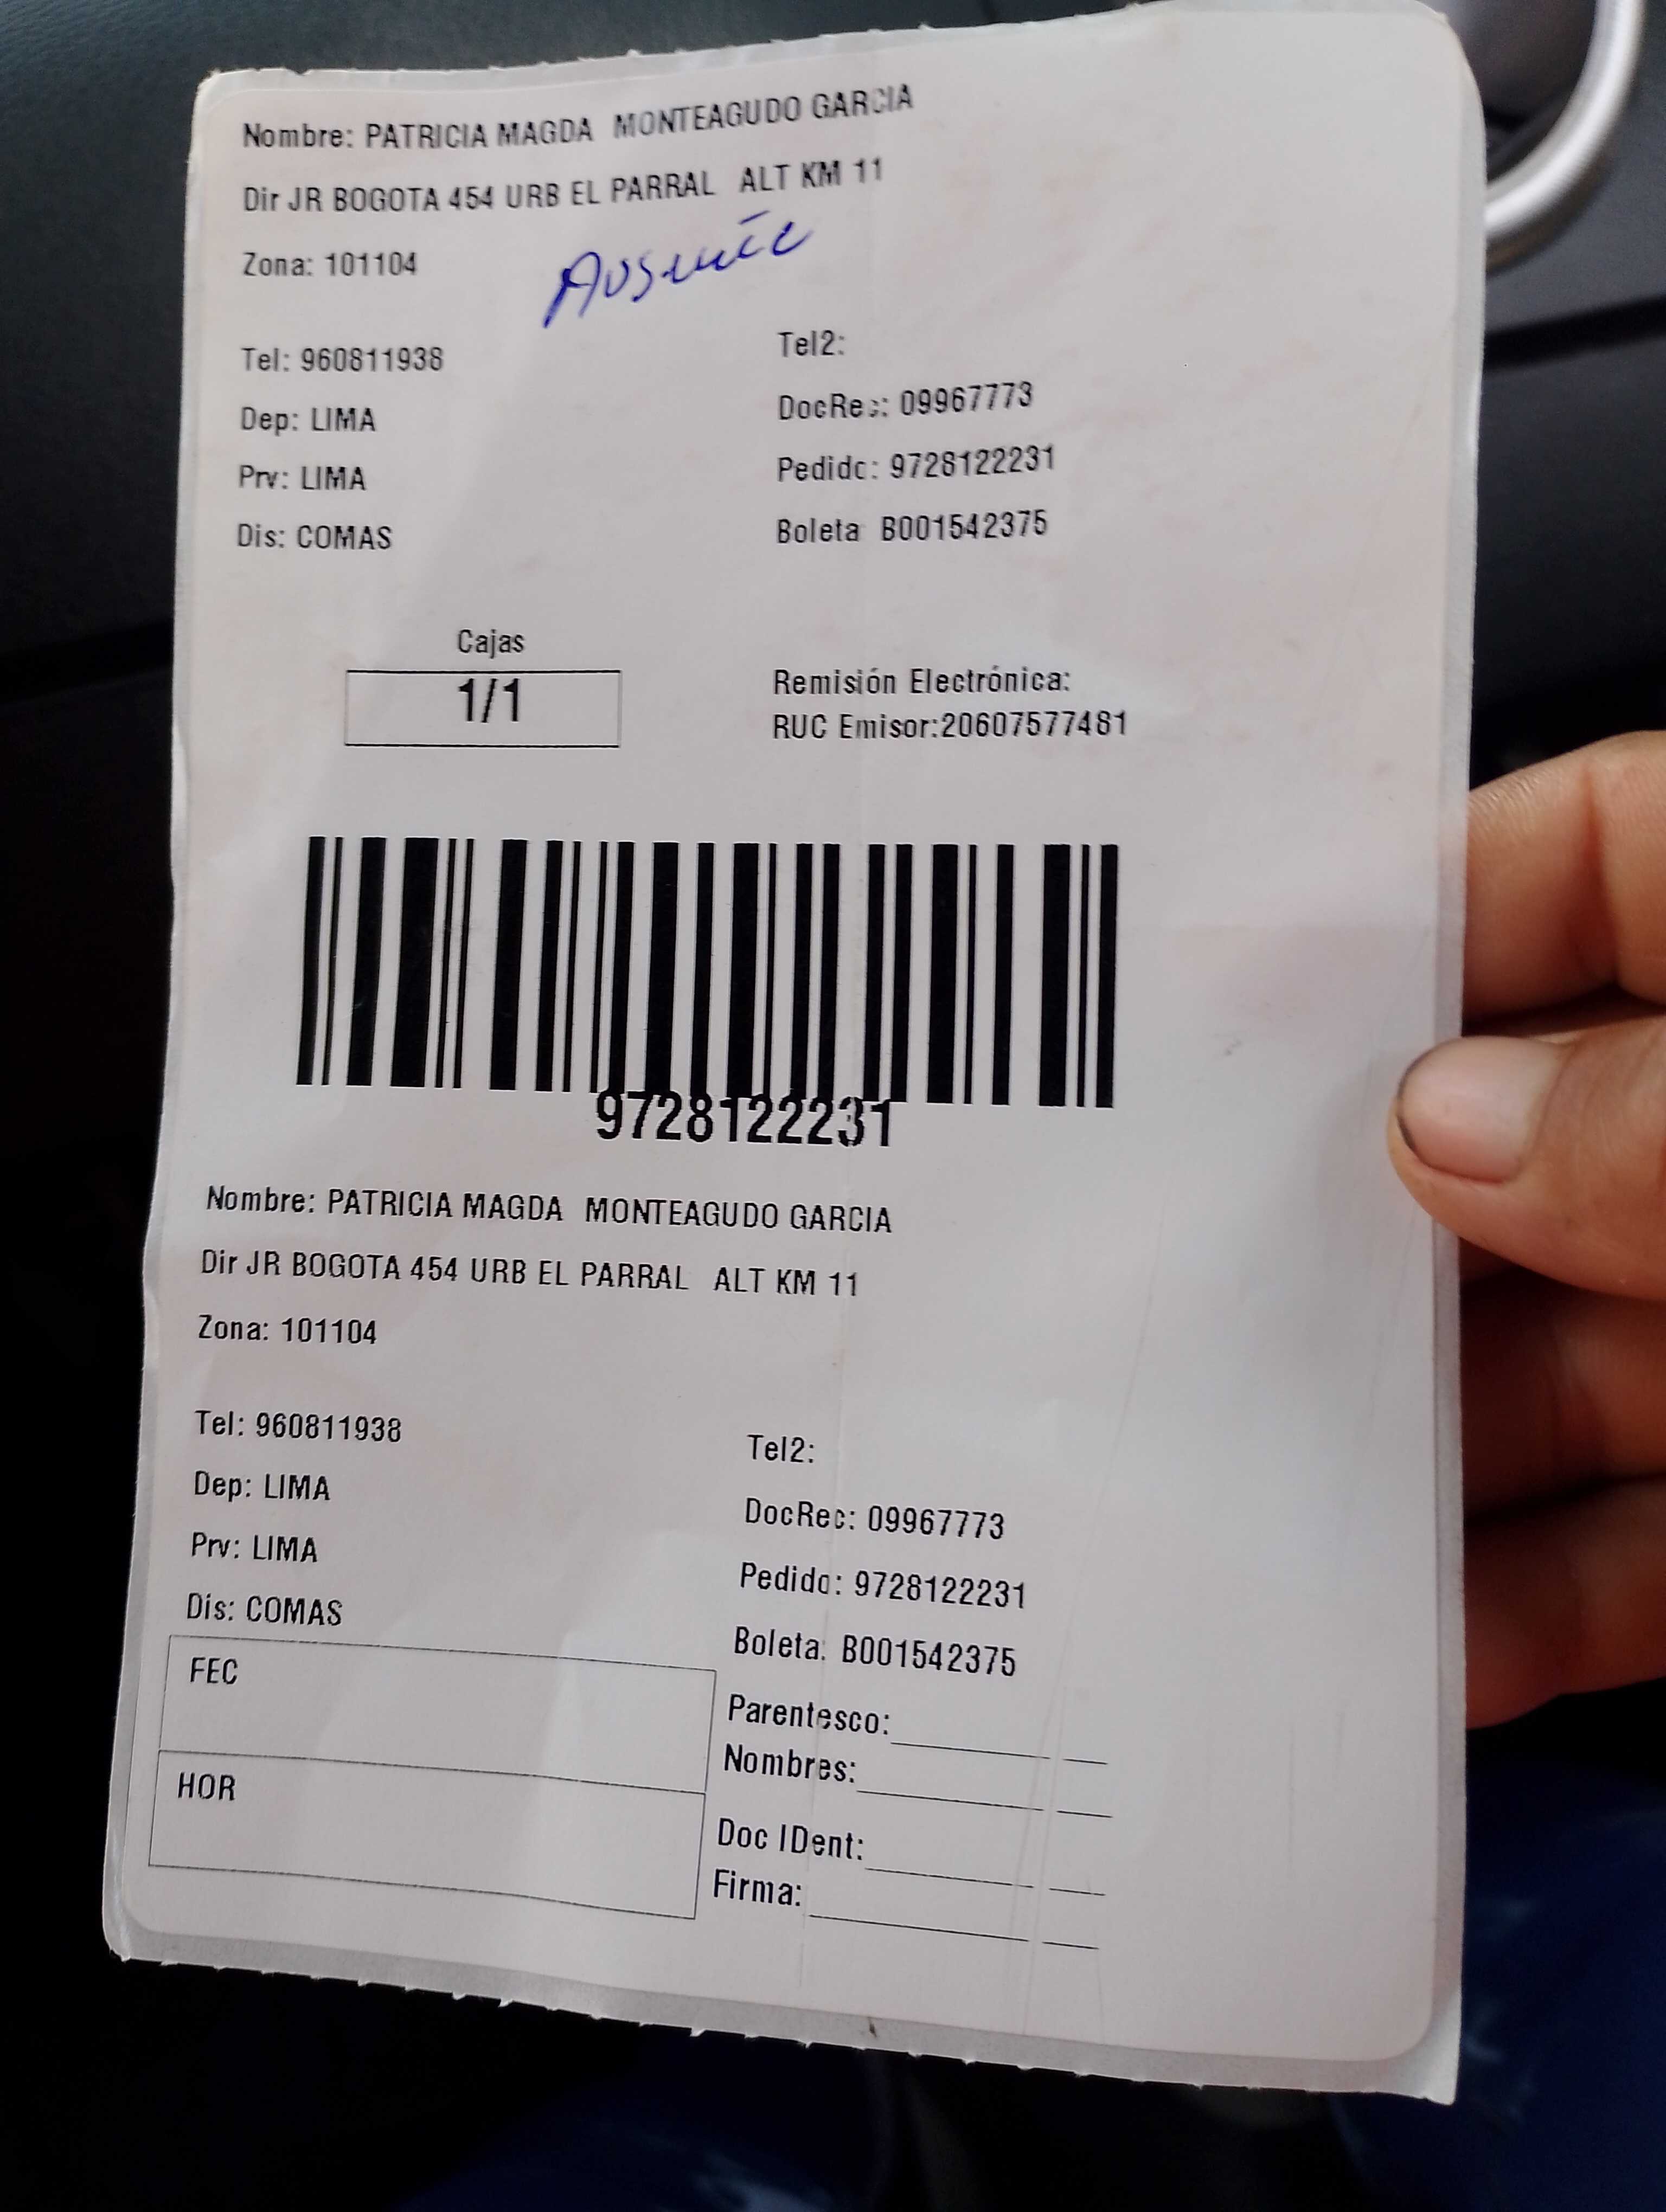 Nombre: PATRICIA MAGDA MONTEAGUDO GARCIA
Dir JR BOGOTA 454 URB EL PARRAL ALT KM 11
Zona: 101104
Ausente
Tel: 960811938
Tel2:
Dep: LIMA
DocRec: 09967773
Prv: LIMA
Pedido: 9728122231
Dis: COMAS
Boleta B001542375
Cajas
1/1
Remisión Electrónica:
RUC Emisor:20607577481
9728122231
Nombre: PATRICIA MAGDA MONTEAGUDO GARCIA
Dir JR BOGOTA 454 URB EL PARRAL ALT KM 11
Zona: 101104
Tel: 960811938
Tel2:
Dep: LIMA
DocRec: 09967773
Prv: LIMA
Pedido: 9728122231
Dis: COMAS
Boleta: B001542375
FEC
HOR
Parentesco:
Nombres:
Doc IDent:
Firma: